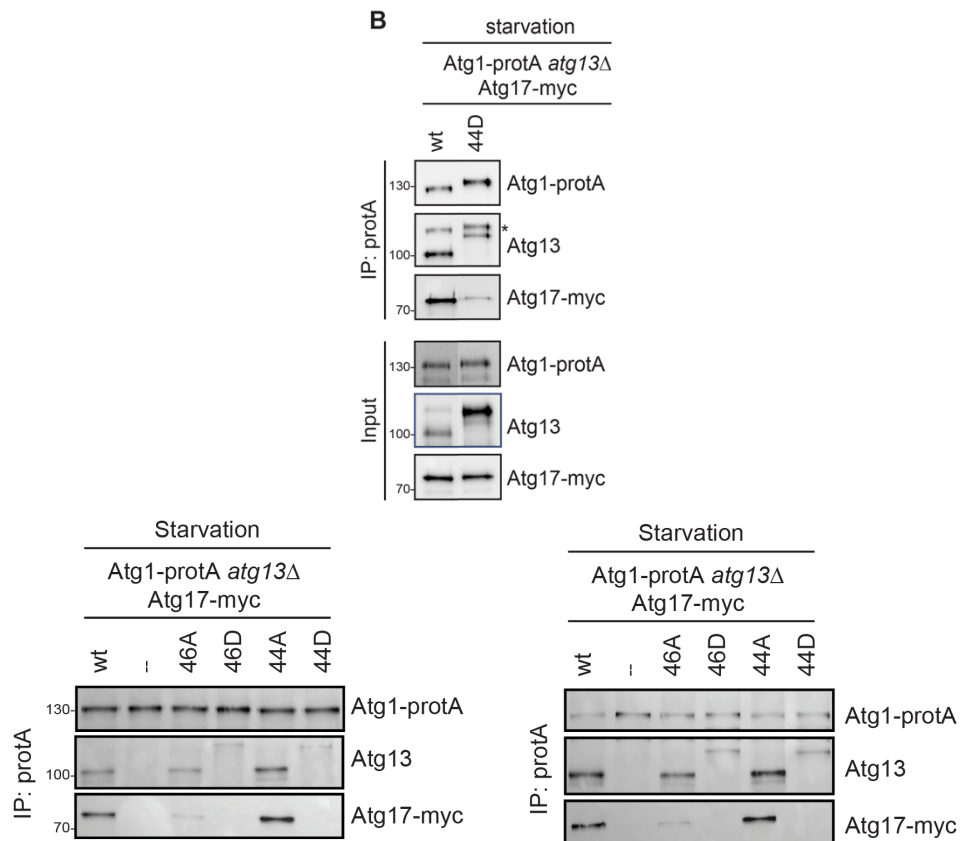 B
starvation
Atg1-protA atg13Δ
Atg17-myc
wt
44D
IP: protA
130-
Atg1-protA
*
100-
Atg13
70-
Atg17-myc
Input
130-
Atg1-protA
100-
Atg13
70-
Atg17-myc
Starvation
Atg1-protA atg13Δ
Atg17-myc
wt
--
46A
46D
44A
44D
IP: protA
130-
Atg1-protA
100-
Atg13
70-
Atg17-myc
Starvation
Atg1-protA atg13Δ
Atg17-myc
wt
--
46A
46D
44A
44D
IP: protA
Atg1-protA
Atg13
Atg17-myc